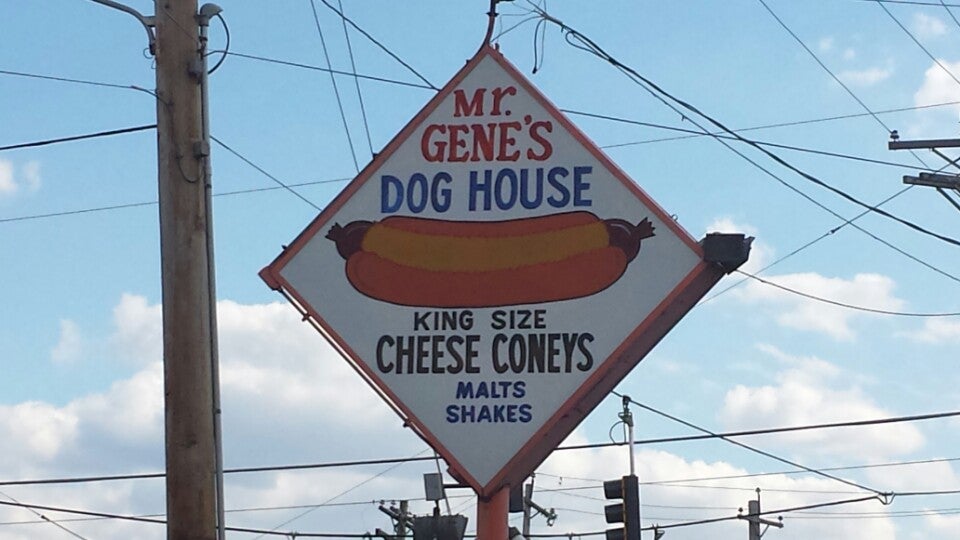 Mr.
GENE'S
DOG HOUSE
KING SIZE
CHEESE CONEYS
MALTS
SHAKES